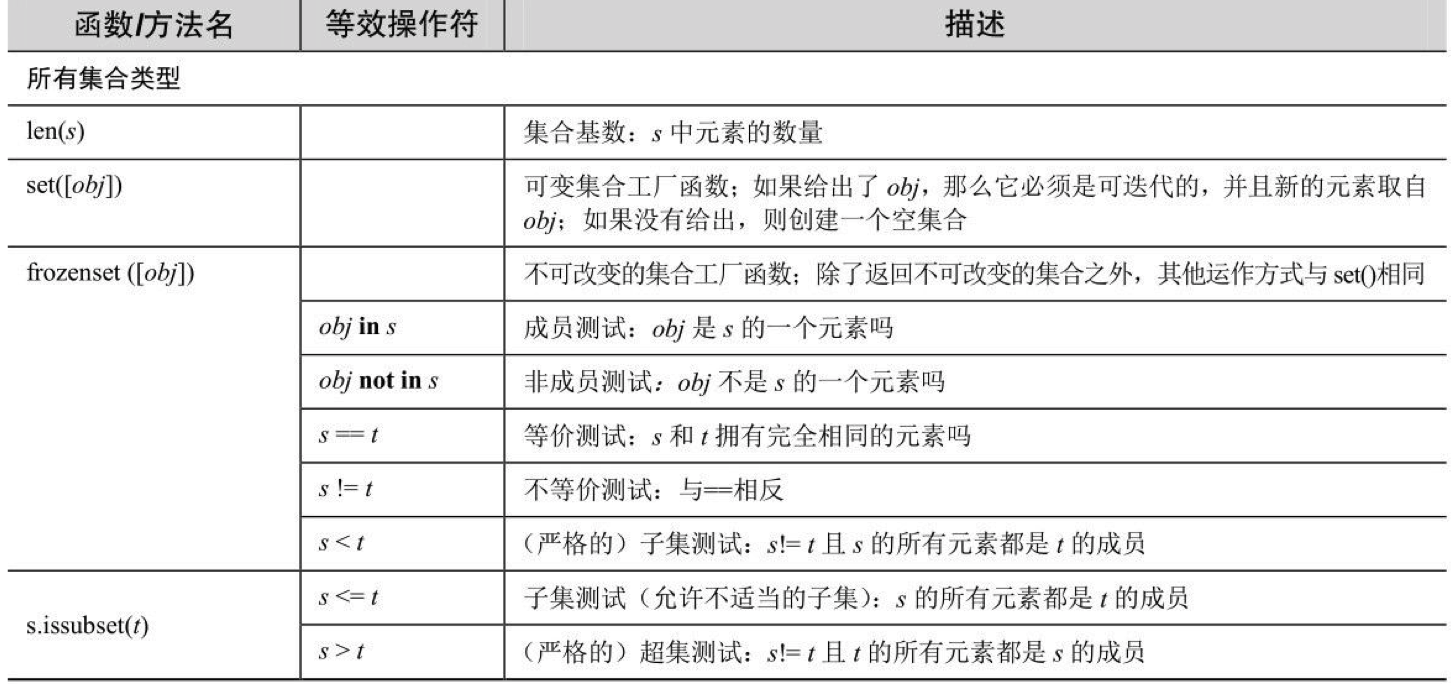 函数/方法名 等效操作符 描述
所有集合类型
len(s) 集合基数：s 中元素的数量
set([obj]) 可变集合工厂函数；如果给出了 obj，那么它必须是可迭代的，并且新的元素取自
obj；如果没有给出，则创建一个空集合
frozenset ([obj]) 不可改变的集合工厂函数；除了返回不可改变的集合之外，其他运作方式与 set()相同
obj in s 成员测试：obj 是 s 的一个元素吗
obj not in s 非成员测试：obj 不是 s 的一个元素吗
s == t 等价测试：s 和 t 拥有完全相同的元素吗
s != t 不等价测试：与==相反
s < t （严格的）子集测试：s!= t 且 s 的所有元素都是 t 的成员
s.issubset(t)
s <= t 子集测试（允许不适当的子集）：s 的所有元素都是 t 的成员
s > t （严格的）超集测试：s!= t 且 t 的所有元素都是 s 的成员